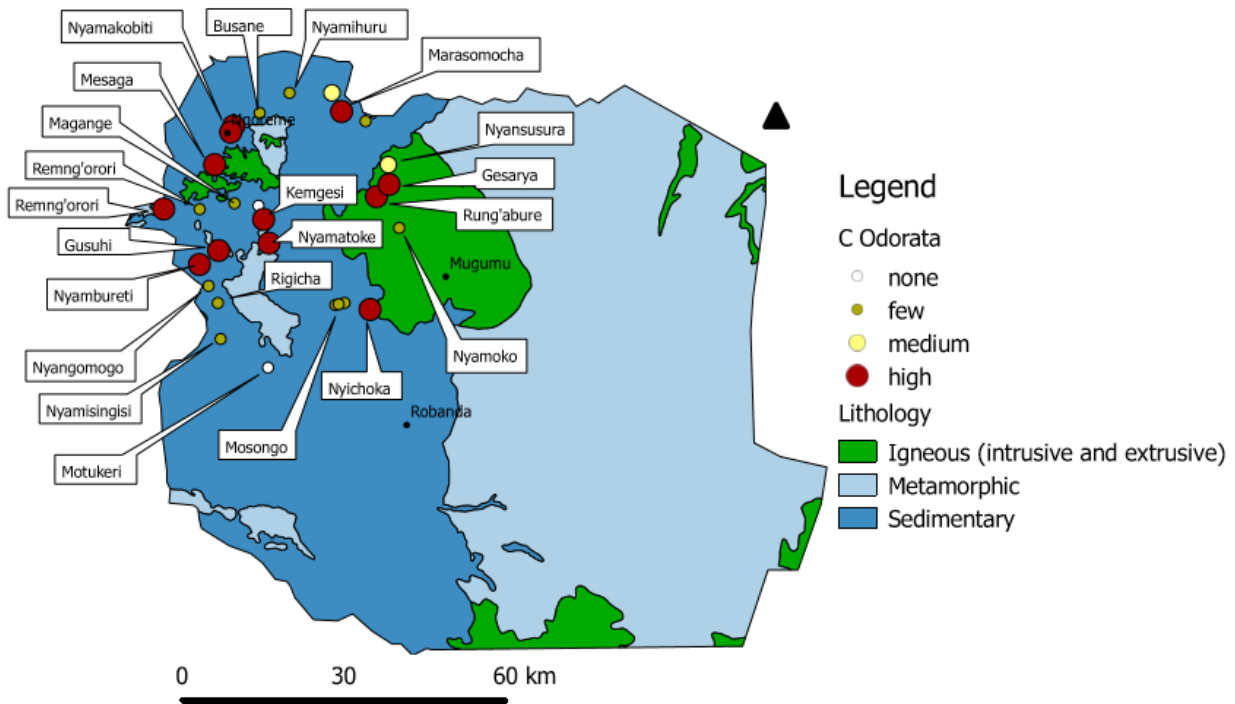 Nyamakobiti
Busane
Nyamihuru
Marasomocha
Mesaga
Ngoreme
Magange
Nyansusura
Remng'orori
Gesarya
Kemgesi
Remng'orori
Rung'abure
Gusuhi
Nyamatoke
Mugumu
Nyambureti
Rigicha
Nyangomogo
Nyamoko
Nyichoka
Nyamisingisi
Robanda
Mosongo
Motukeri
Legend
C Odorata
none
few
medium
high
Lithology
Igneous (intrusive and extrusive)
Metamorphic
Sedimentary
0 30 60 km